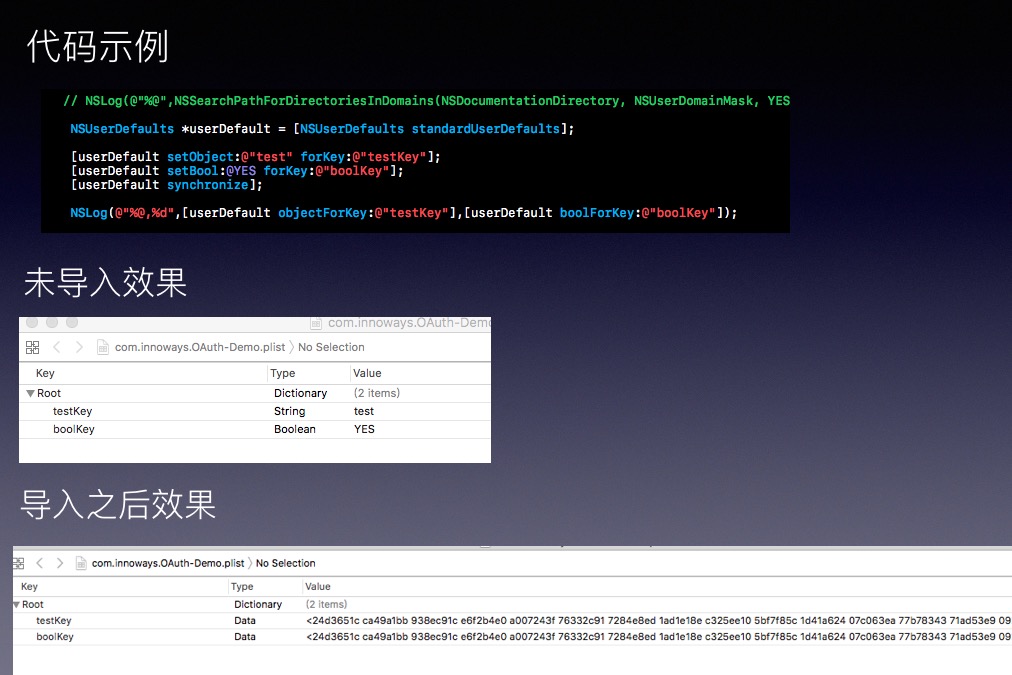 代码示例
// NSLog(@"%@",NSSearchPathForDirectoriesInDomains(NSDocumentationDirectory, NSUserDomainMask, YES
NSUserDefaults *userDefault = [NSUserDefaults standardUserDefaults];
[userDefault setObject:@"test" forKey:@"testKey"];
[userDefault setBool:@YES forKey:@"boolKey"];
[userDefault synchronize];
NSLog(@"%@,%d",[userDefault objectForKey:@"testKey"],[userDefault boolForKey:@"boolKey"]);
未导入效果
com.innoways.OAuth-Demo
com.innoways.OAuth-Demo.plist 〉 No Selection
Key Type Value
Root Dictionary (2 items)
testKey String test
boolKey Boolean YES
导入之后效果
com.innoways.OAuth-Demo.plist 〉 No Selection
Key Type Value
Root Dictionary (2 items)
testKey Data <24d3651c ca49a1bb 938ec91c e6f2b4e0 a007243f 76332c91 7284e8ed 1ad1e18e c325ee10 5bf7f85c 1d41a624 07c063ea 77b78343 71ad53e9 09
boolKey Data <24d3651c ca49a1bb 938ec91c e6f2b4e0 a007243f 76332c91 7284e8ed 1ad1e18e c325ee10 5bf7f85c 1d41a624 07c063ea 77b78343 71ad53e9 09